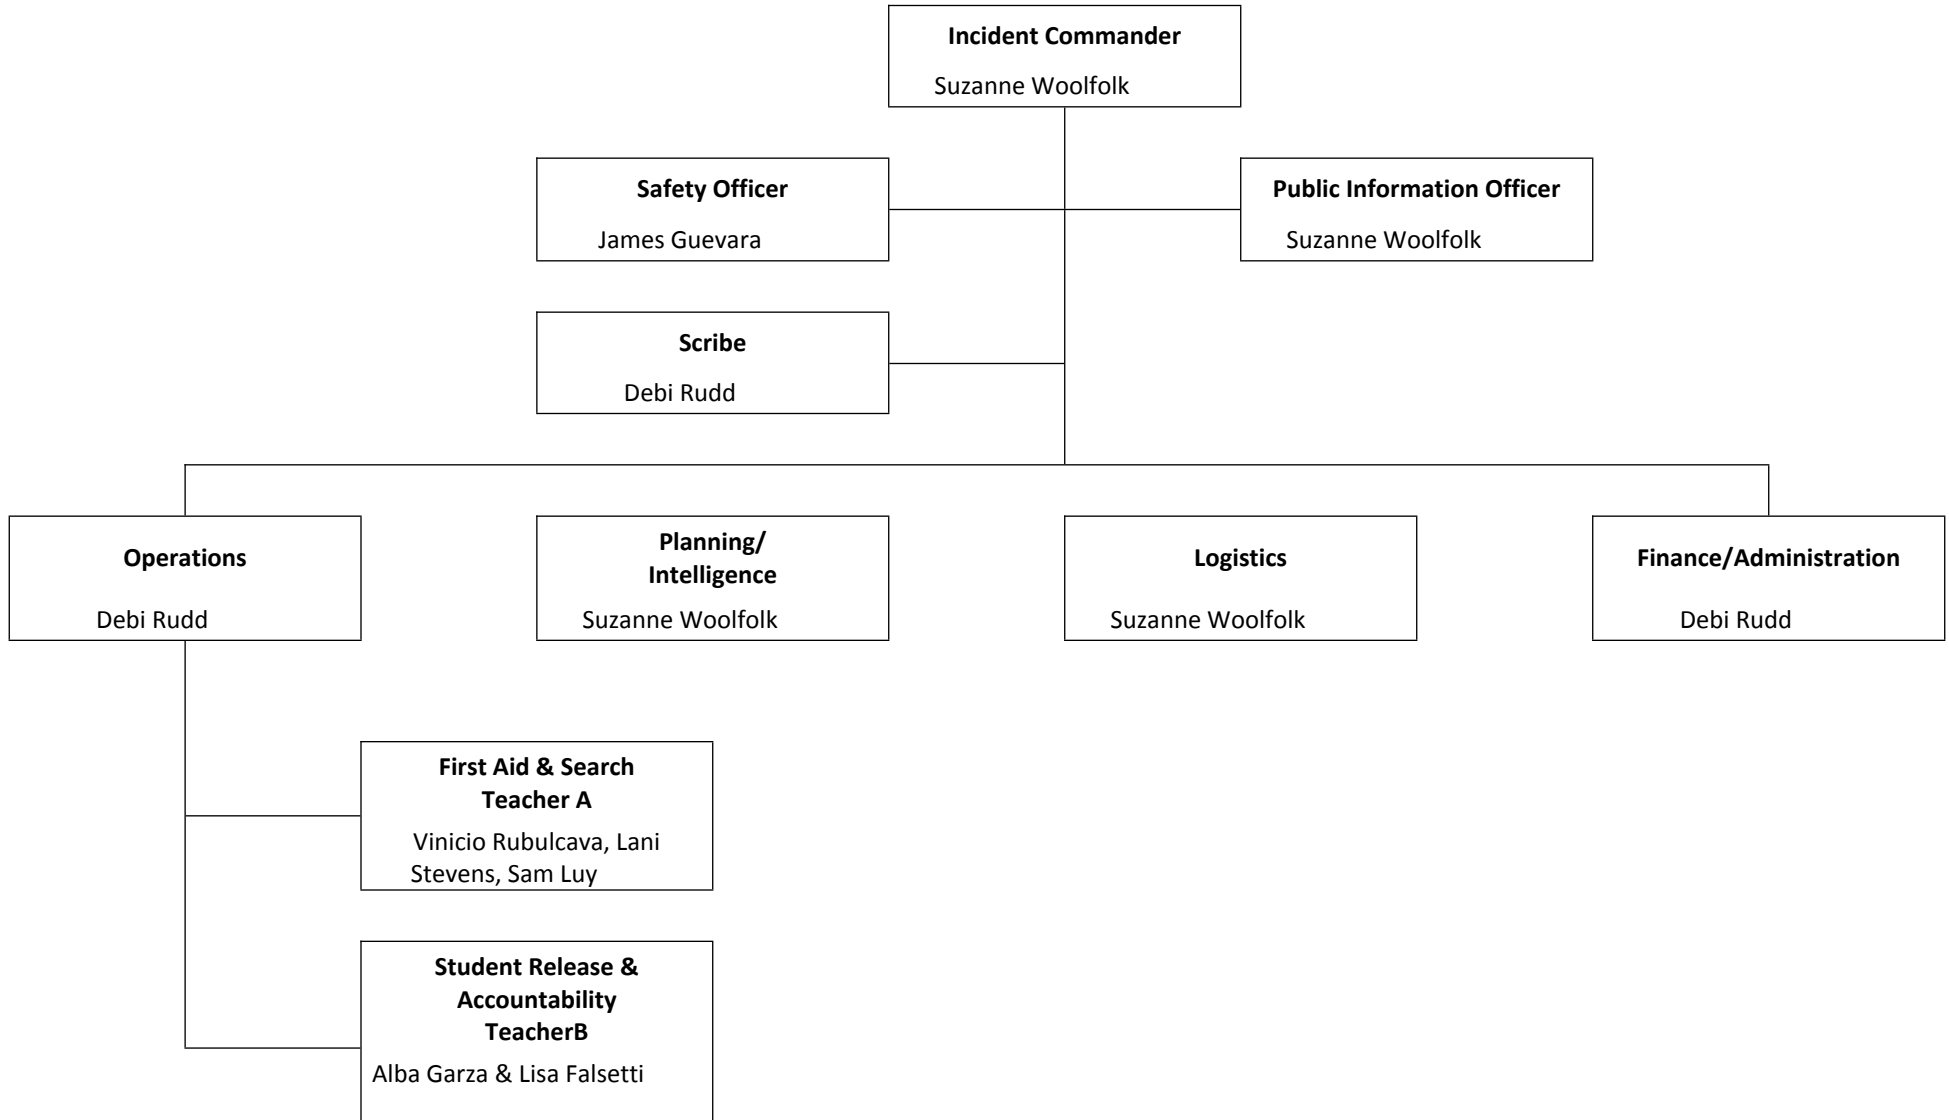 Incident Commander
Suzanne Woolfolk
Safety Officer
James Guevara
Public Information Officer
Suzanne Woolfolk
Scribe
Debi Rudd
Operations
Debi Rudd
Planning/
Intelligence
Suzanne Woolfolk
Logistics
Suzanne Woolfolk
Finance/Administration
Debi Rudd
First Aid & Search
Teacher A
Vinicio Rubulcava, Lani
Stevens, Sam Luy
Student Release &
Accountability
TeacherB
Alba Garza & Lisa Falsetti